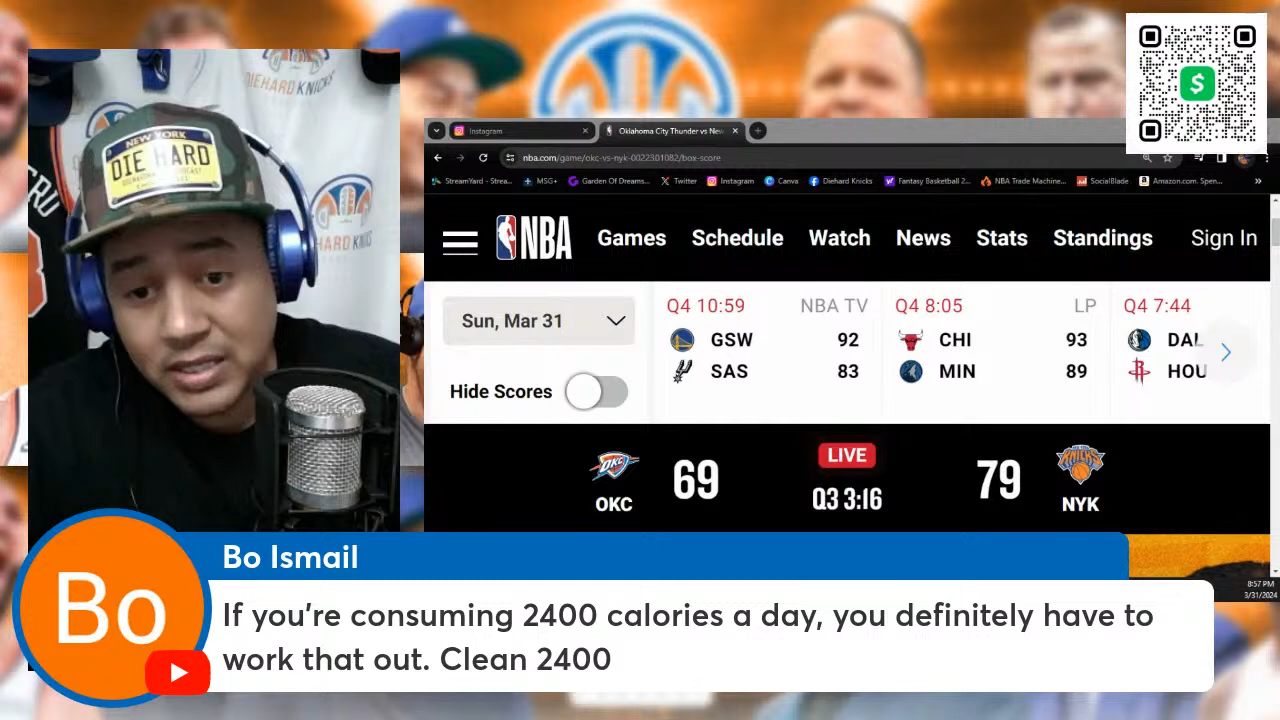 DIEHARD KNICKS
NEW YORK
DIE HARD
HARD KNICKS
Instagram
Oklahoma City Thunder vs New
nba.com/game/okc-vs-nyk-0022301082/box-score
StreamYard - Strea...
MSG+
Garden Of Dreams...
Twitter
Instagram
Canva
Diehard Knicks
Fantasy Basketball 2...
NBA Trade Machine...
SocialBlade
Amazon.com. Spen...
NBA
Games
Schedule
Watch
News
Stats
Standings
Sign In
Sun, Mar 31
Hide Scores
Q4 10:59
NBA TV
GSW 92
SAS 83
Q4 8:05
LP
CHI 93
MIN 89
Q4 7:44
DAL
HOU
OKC
69
LIVE
Q3 3:16
79
KNICKS
NYK
8:57 PM
3/31/2024
Bo
Bo Ismail
If you're consuming 2400 calories a day, you definitely have to
work that out. Clean 2400